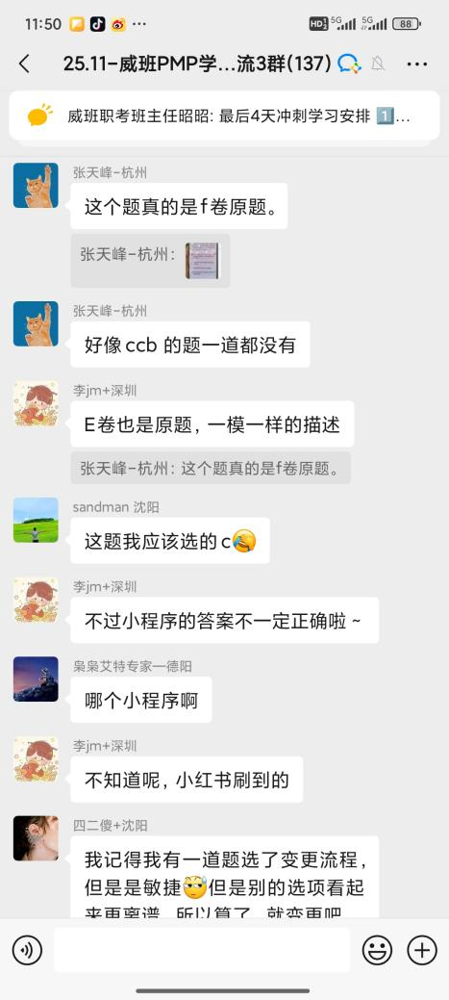 11:50
HD 5G 5G 88
25.11-威班PMP学...流3群(137)
威班职考班主任昭昭: 最后4天冲刺学习安排 1...
张天峰-杭州
这个题真的是f卷原题。
张天峰-杭州:
张天峰-杭州
好像ccb 的题一道都没有
李jm+深圳
E卷也是原题，一模一样的描述
张天峰-杭州: 这个题真的是f卷原题。
sandman 沈阳
这题我应该选的c
李jm+深圳
不过小程序的答案不一定正确啦 ~
枭枭艾特专家—德阳
哪个小程序啊
李jm+深圳
不知道呢，小红书刷到的
四二傻+沈阳
我记得我有一道题选了变更流程，
但是是敏捷但是别的选项看起
来更离谱 所以算了 就变更吧